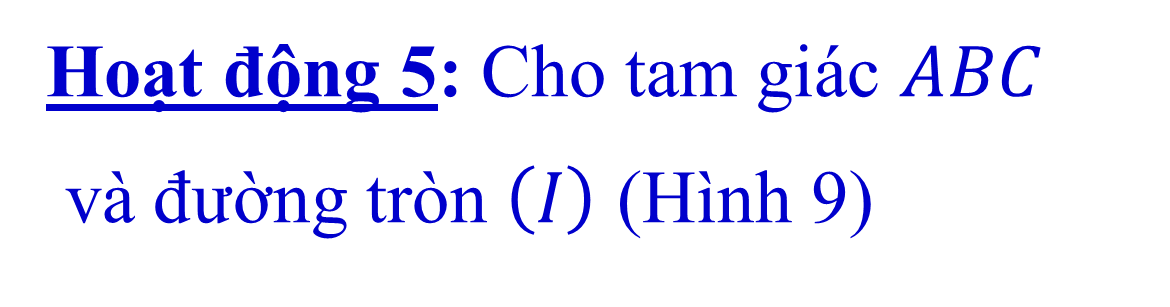 Hoạt động 5: Cho tam giác ABC
và đường tròn (I) (Hình 9)